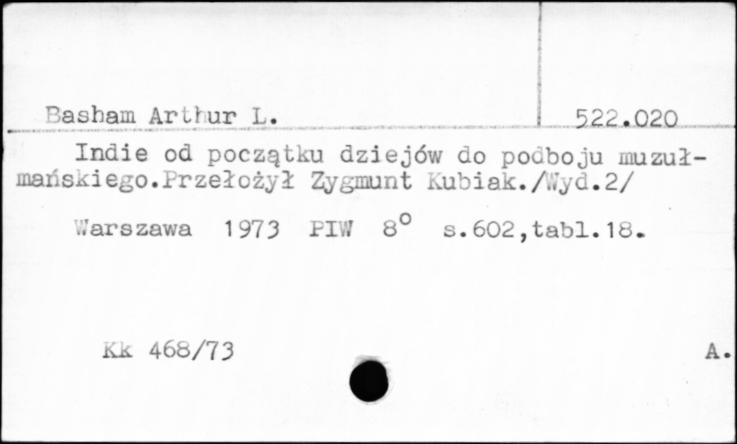 Basham Arthur L. 522.020
Indie od początku dziejów do podboju muzuł-
mańskiego.Przełożył Zygmunt Kubiak./Wyd.2/
Warszawa 1973 PIW 8° s.602,tabl.18.
Kk 468/73 A.